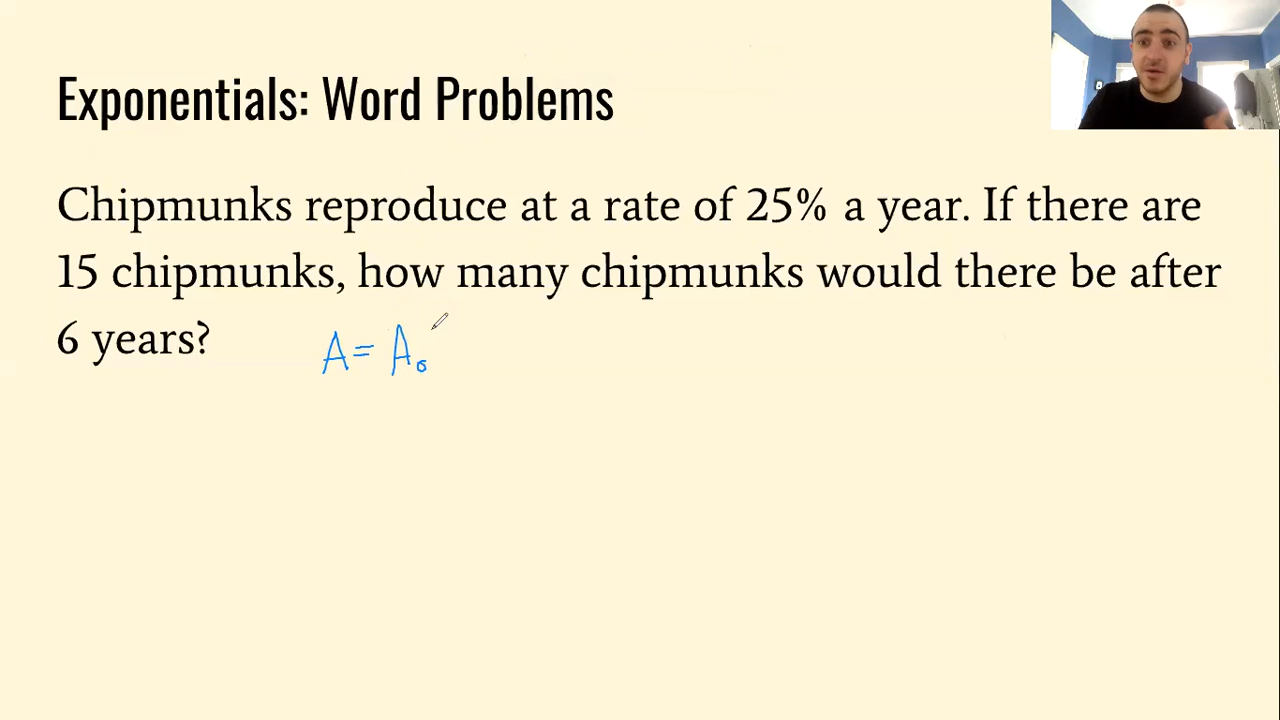 Exponentials: Word Problems
Chipmunks reproduce at a rate of 25% a year. If there are
15 chipmunks, how many chipmunks would there be after
6 years?
A = A₀